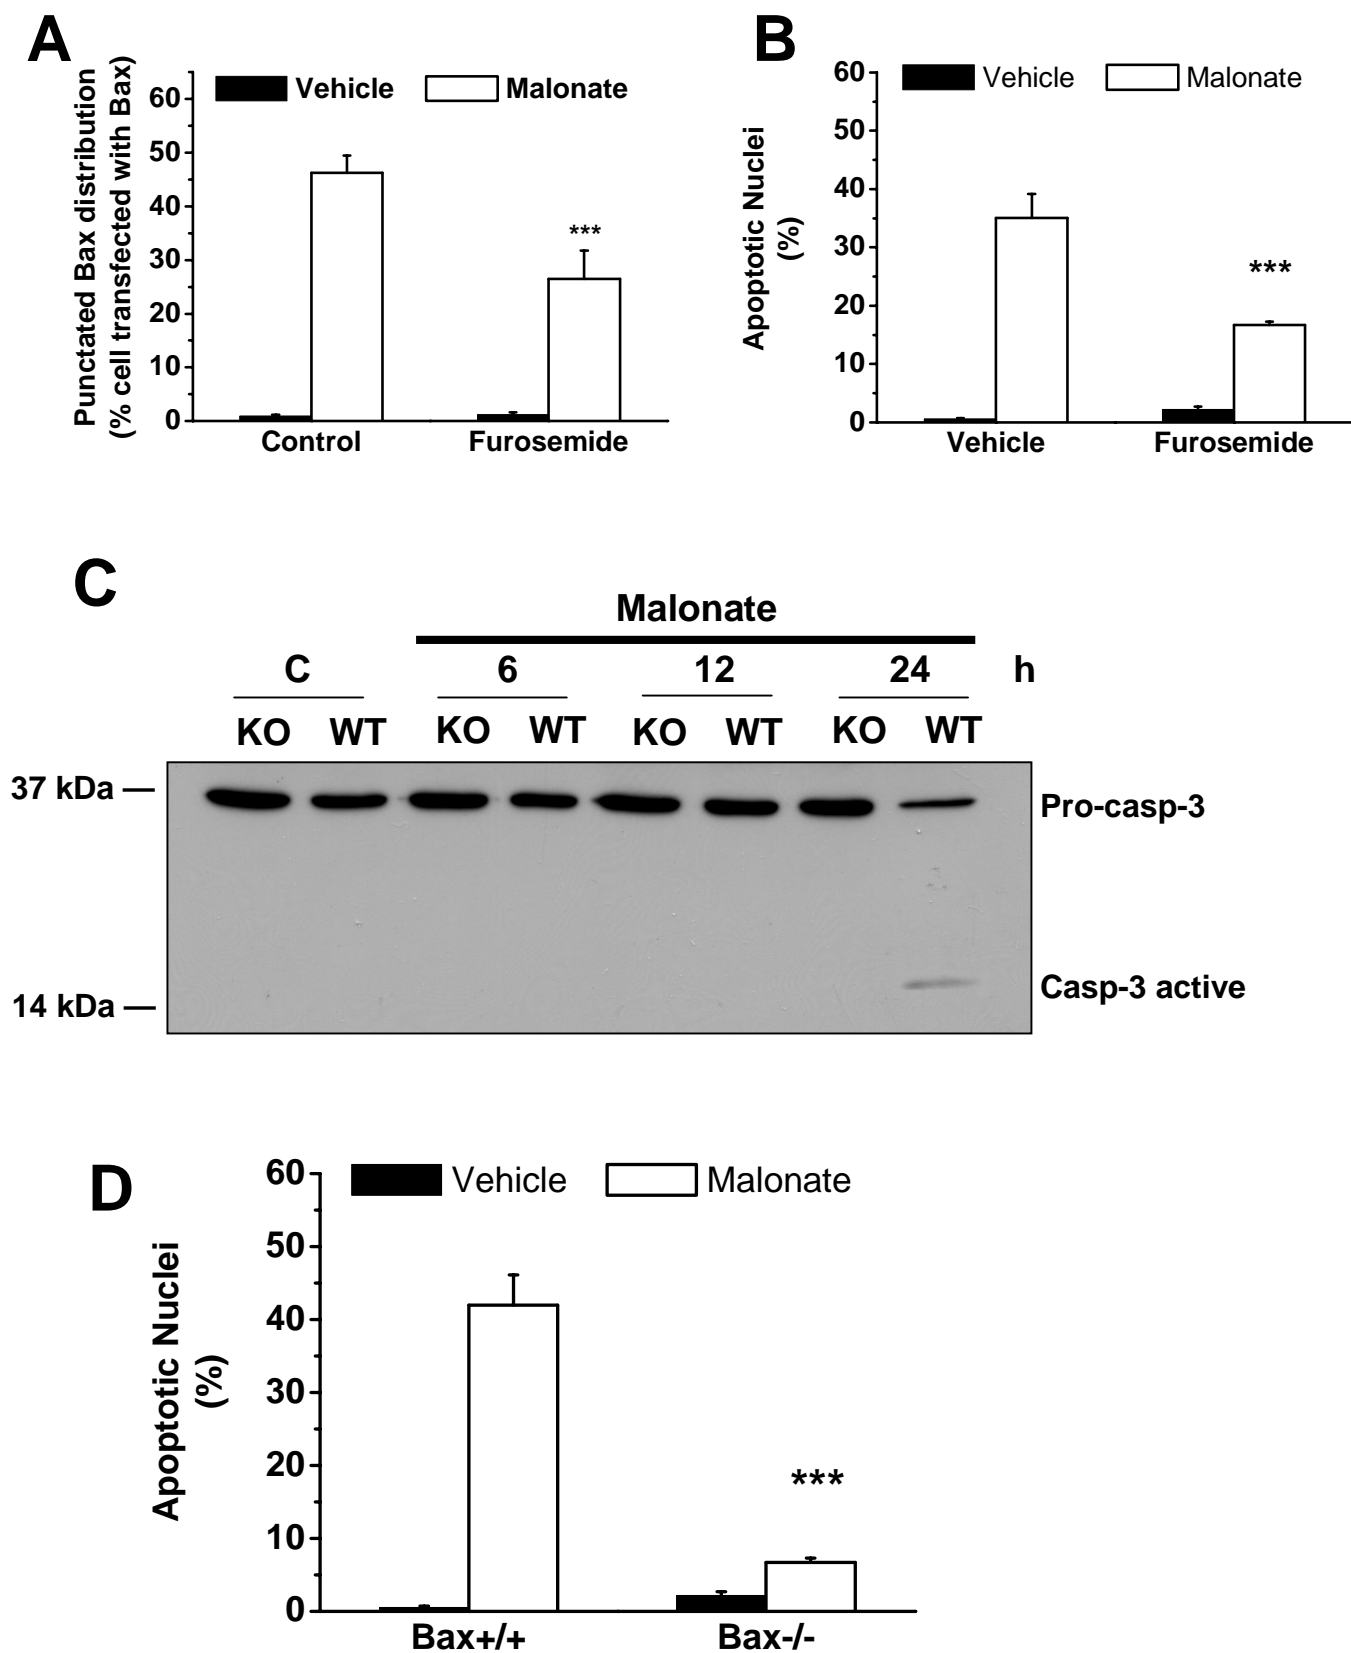 A
Punctated Bax distribution
(% cell transfected with Bax)
Vehicle Malonate
60
50
40
30
20
10
0
***
Control Furosemide
B
Apoptotic Nuclei
(%)
Vehicle Malonate
60
50
40
30
20
10
0
***
Vehicle Furosemide
C
Malonate
C 6 12 24 h
KO WT KO WT KO WT KO WT
37 kDa
Pro-casp-3
Casp-3 active
14 kDa
D
Apoptotic Nuclei
(%)
Vehicle Malonate
60
50
40
30
20
10
0
***
Bax+/+ Bax-/-